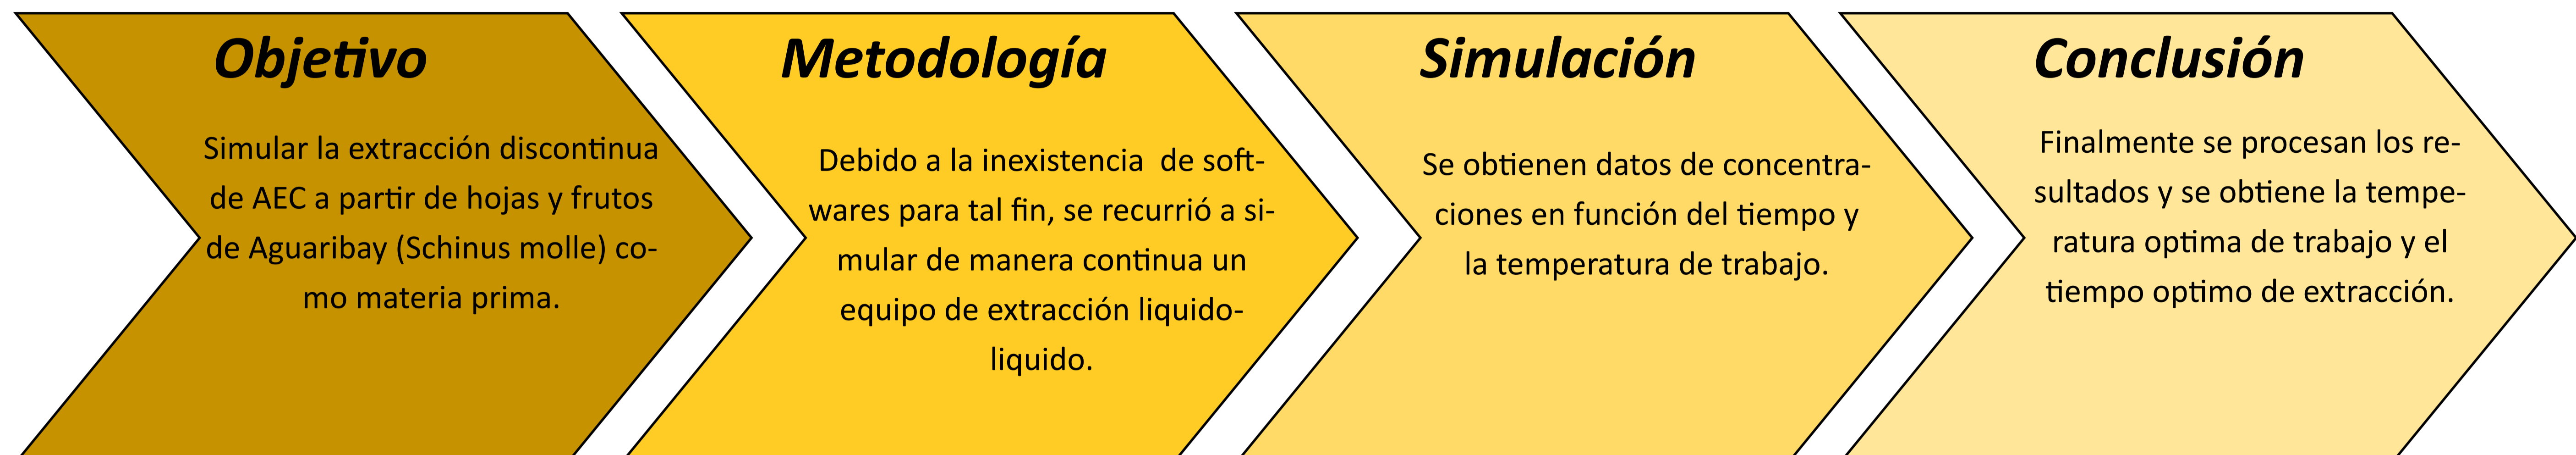 Objetivo
Simular la extracción discontinua
de AEC a partir de hojas y frutos
de Aguaribay (Schinus molle) co-
mo materia prima.
Metodología
Debido a la inexistencia  de soft-
wares para tal fin, se recurrió a si-
mular de manera continua un
equipo de extracción liquido-
liquido.
Simulación
Se obtienen datos de concentra-
ciones en función del tiempo y
la temperatura de trabajo.
Conclusión
Finalmente se procesan los re-
sultados y se obtiene la tempe-
ratura optima de trabajo y el
tiempo optimo de extracción.